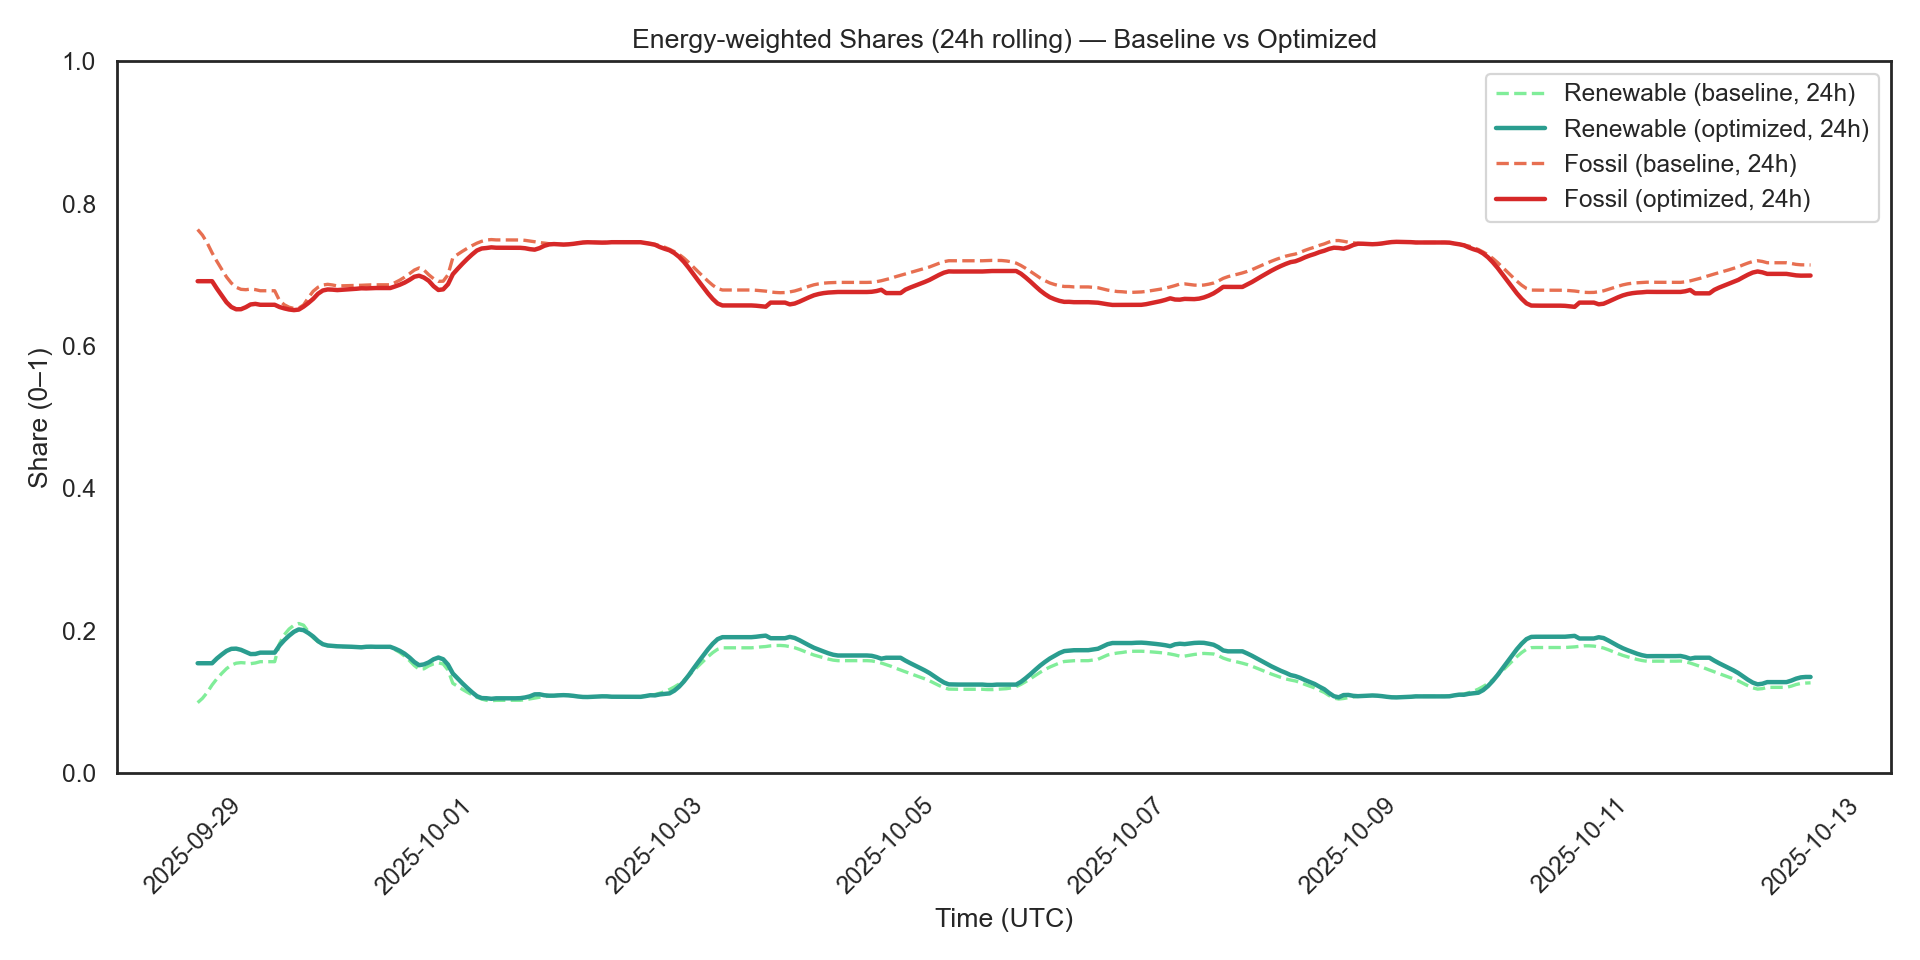 Energy-weighted Shares (24h rolling) — Baseline vs Optimized
Renewable (baseline, 24h)
Renewable (optimized, 24h)
Fossil (baseline, 24h)
Fossil (optimized, 24h)
Share (0–1)
1.0
0.8
0.6
0.4
0.2
0.0
2025-09-29
2025-10-01
2025-10-03
2025-10-05
2025-10-07
2025-10-09
2025-10-11
2025-10-13
Time (UTC)